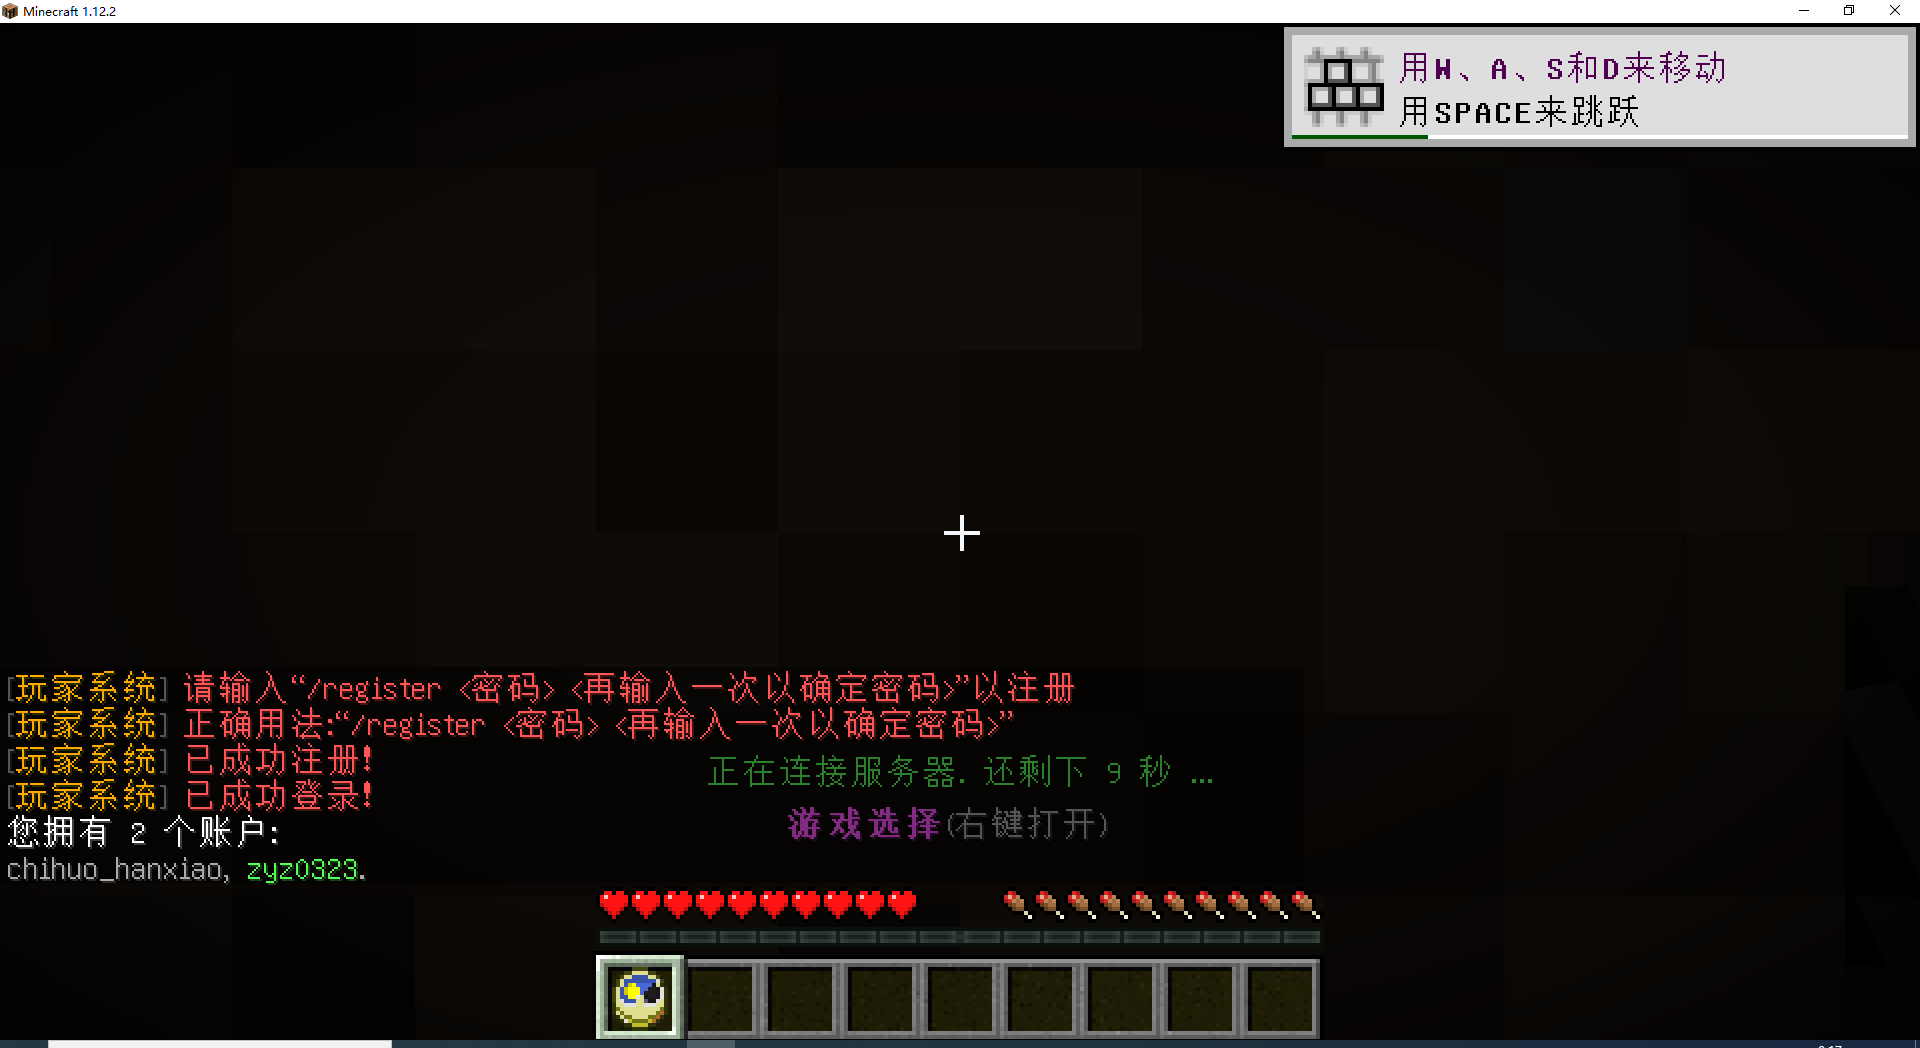 Minecraft 1.12.2
用W、A、S和D来移动
用SPACE来跳跃
[玩家系统] 请输入“/register <密码> <再输入一次以确定密码>”以注册
[玩家系统] 正确用法:“/register <密码> <再输入一次以确定密码>”
[玩家系统] 已成功注册!
[玩家系统] 已成功登录!
正在连接服务器. 还剩下 9 秒 ...
游戏选择(右键打开)
您拥有 2 个账户:
chihuo_hanxiao, zyz0323.